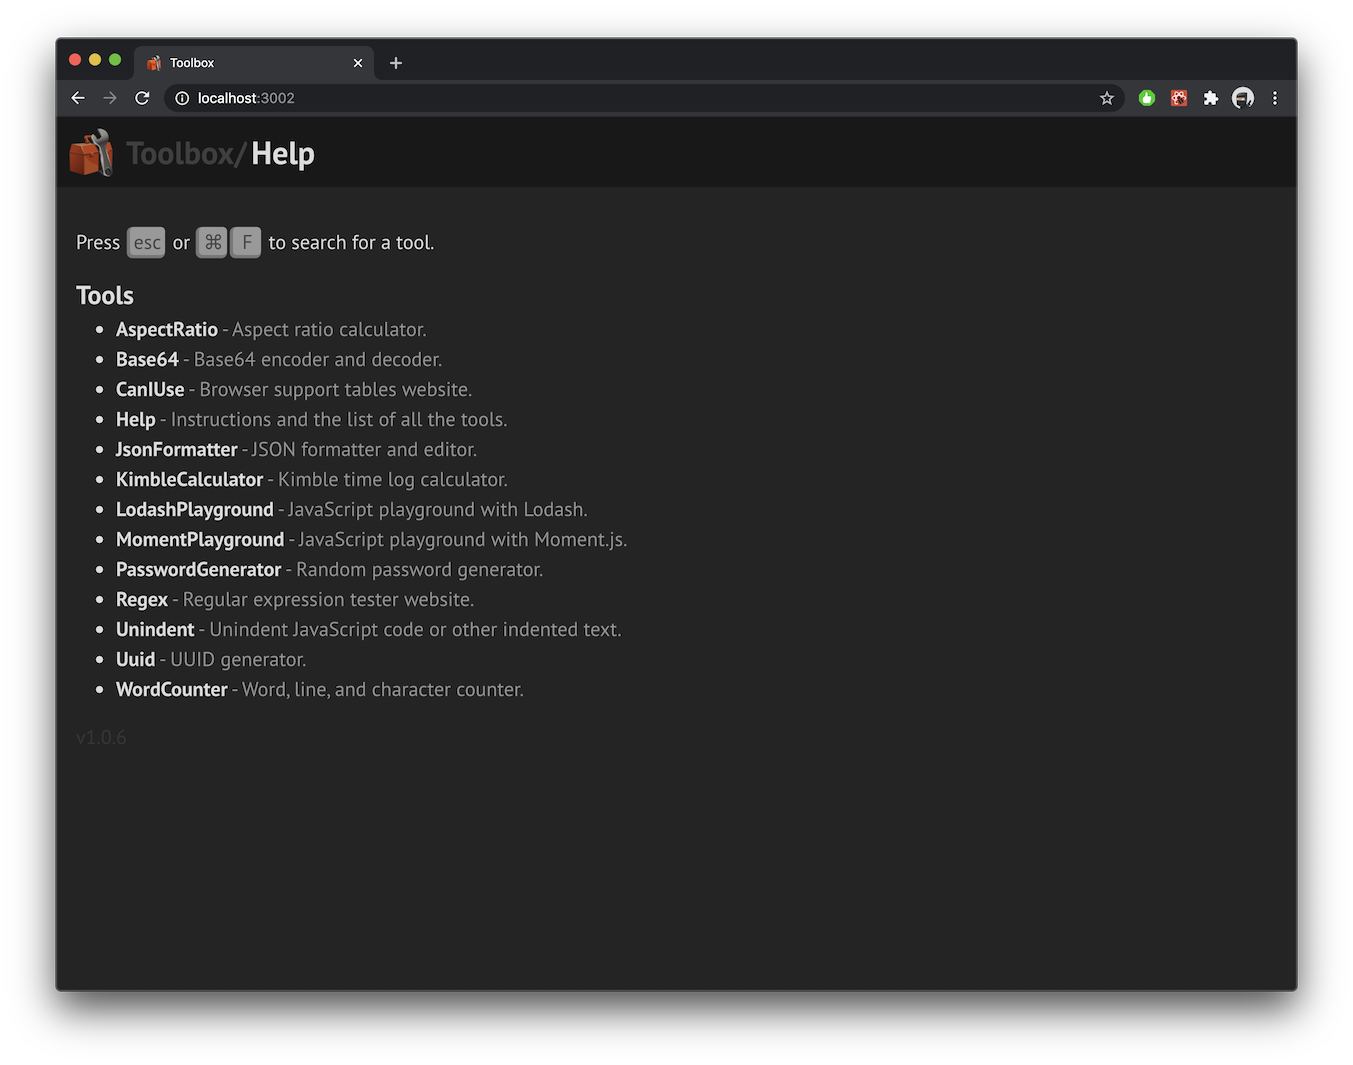 Toolbox
localhost:3002
Toolbox/ Help
Press esc or ⌘ F to search for a tool.
Tools
• AspectRatio - Aspect ratio calculator.
• Base64 - Base64 encoder and decoder.
• CanIUse - Browser support tables website.
• Help - Instructions and the list of all the tools.
• JsonFormatter - JSON formatter and editor.
• KimbleCalculator - Kimble time log calculator.
• LodashPlayground - JavaScript playground with Lodash.
• MomentPlayground - JavaScript playground with Moment.js.
• PasswordGenerator - Random password generator.
• Regex - Regular expression tester website.
• Unindent - Unindent JavaScript code or other indented text.
• Uuid - UUID generator.
• WordCounter - Word, line, and character counter.
v1.0.6